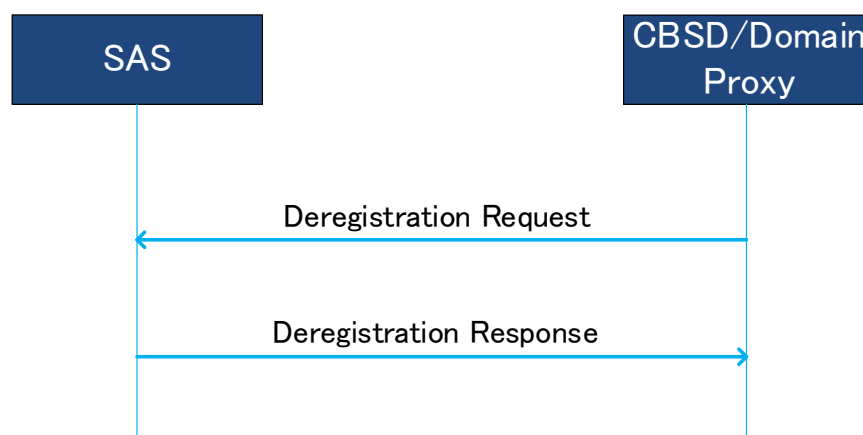 SAS
CBSD/Domain
Proxy
Deregistration Request
Deregistration Response